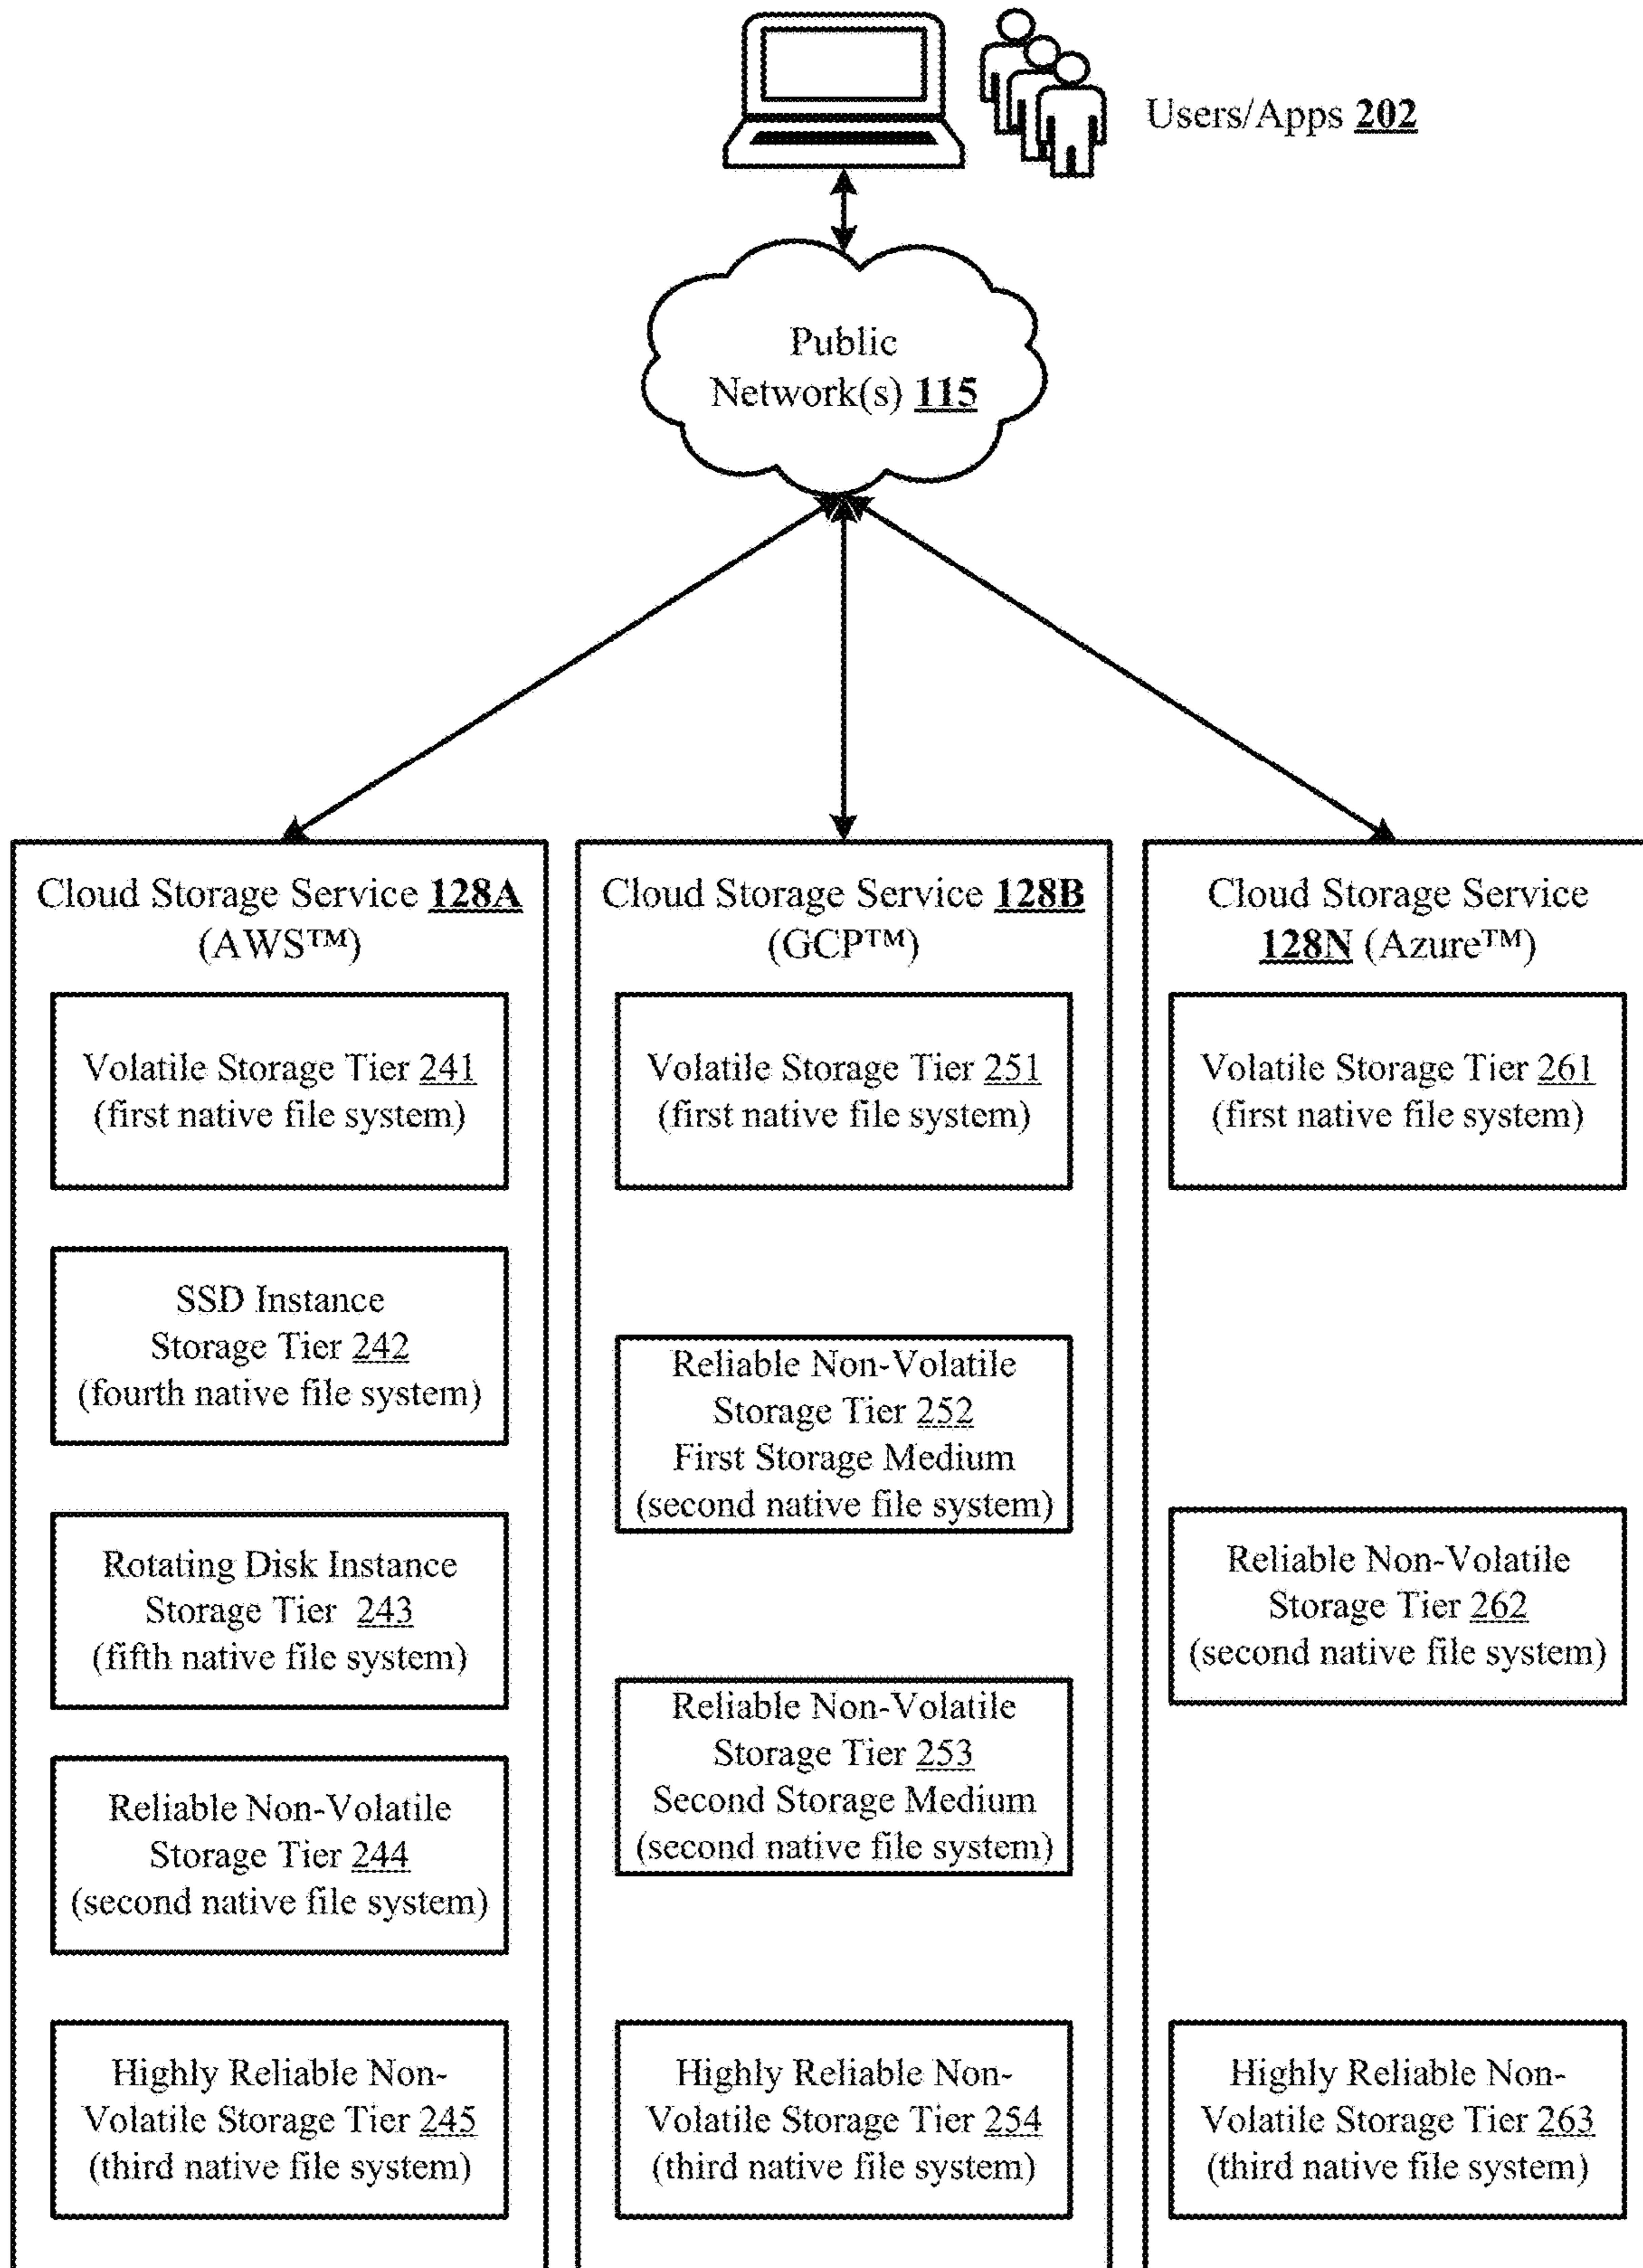 Users/Apps 202
Public
Network(s) 115
Cloud Storage Service 128A
(AWS™)
Volatile Storage Tier 241
(first native file system)
SSD Instance
Storage Tier 242
(fourth native file system)
Rotating Disk Instance
Storage Tier 243
(fifth native file system)
Reliable Non-Volatile
Storage Tier 244
(second native file system)
Highly Reliable Non-
Volatile Storage Tier 245
(third native file system)
Cloud Storage Service 128B
(GCP™)
Volatile Storage Tier 251
(first native file system)
Reliable Non-Volatile
Storage Tier 252
First Storage Medium
(second native file system)
Reliable Non-Volatile
Storage Tier 253
Second Storage Medium
(second native file system)
Highly Reliable Non-
Volatile Storage Tier 254
(third native file system)
Cloud Storage Service
128N (Azure™)
Volatile Storage Tier 261
(first native file system)
Reliable Non-Volatile
Storage Tier 262
(second native file system)
Highly Reliable Non-
Volatile Storage Tier 263
(third native file system)